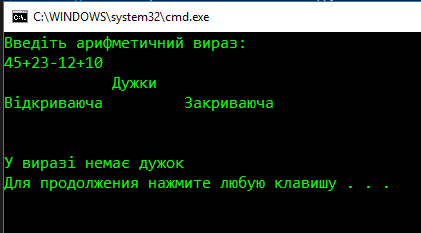 C:\WINDOWS\system32\cmd.exe
Введіть арифметичний вираз:
45+23-12+10
Дужки
Відкриваюча Закриваюча
У виразі немає дужок
Для продолжения нажмите любую клавишу . . .